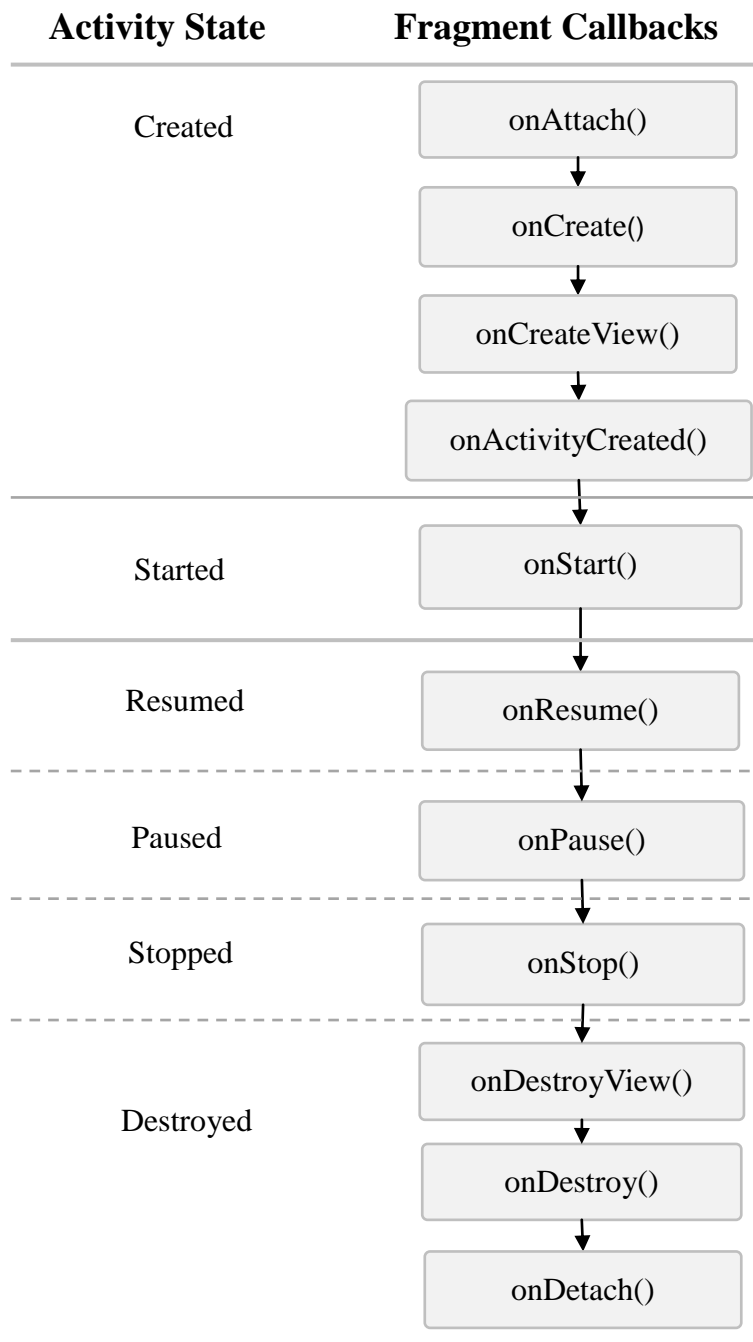 Activity State Fragment Callbacks
Created onAttach()
onCreate()
onCreateView()
onActivityCreated()
Started onStart()
Resumed onResume()
Paused onPause()
Stopped onStop()
onDestroyView()
Destroyed
onDestroy()
onDetach()